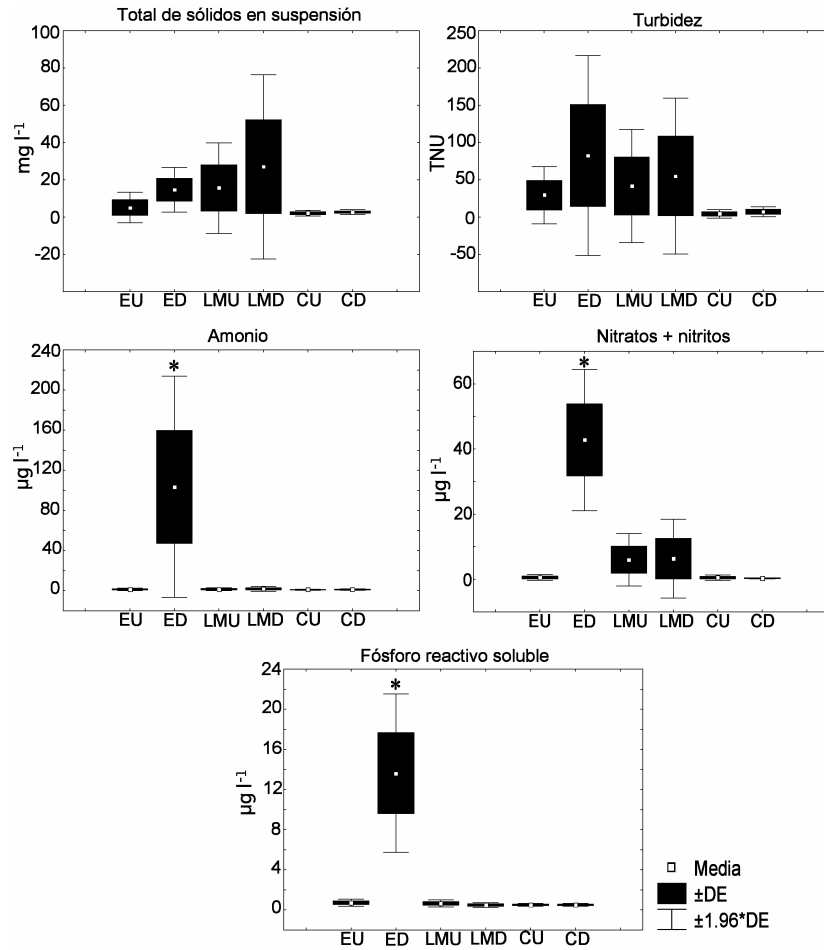 Total de sólidos en suspensión
mg l⁻¹
100
80
60
40
20
0
-20
EU ED LMU LMD CU CD
Turbidez
TNU
250
200
150
100
50
0
-50
EU ED LMU LMD CU CD
Amonio
µg l⁻¹
240
200
160
120
80
40
0
*
EU ED LMU LMD CU CD
Nitratos + nitritos
µg l⁻¹
60
40
20
0
*
EU ED LMU LMD CU CD
Fósforo reactivo soluble
µg l⁻¹
24
22
16
12
8
4
0
*
EU ED LMU LMD CU CD
Media
±DE
±1.96*DE